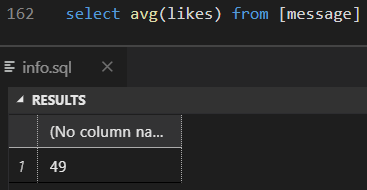 162 select avg(likes) from [message]
info.sql ×
RESULTS
(No column na...
1 49